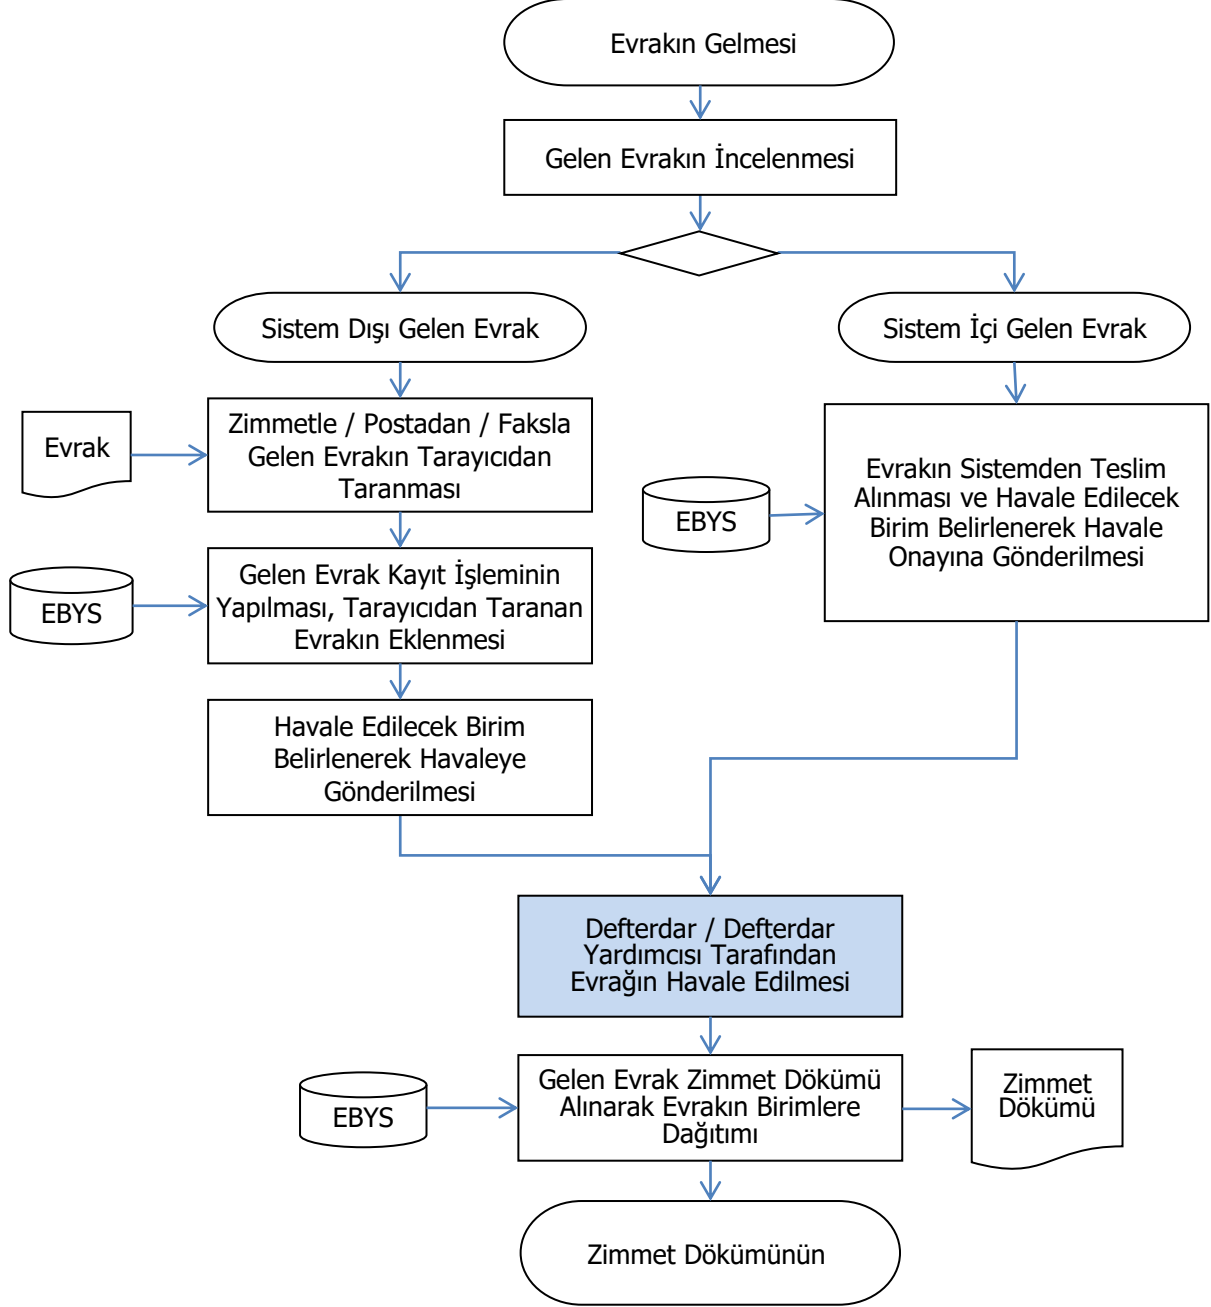 Evrakın Gelmesi
Gelen Evrakın İncelenmesi
Sistem Dışı Gelen Evrak
Sistem İçi Gelen Evrak
Evrak
Zimmetle / Postadan / Faksla
Gelen Evrakın Tarayıcıdan
Taranması
EBYS
Evrakın Sistemden Teslim
Alınması ve Havale Edilecek
Birim Belirlenerek Havale
Onayına Gönderilmesi
EBYS
Gelen Evrak Kayıt İşleminin
Yapılması, Tarayıcıdan Taranan
Evrakın Eklenmesi
Havale Edilecek Birim
Belirlenerek Havaleye
Gönderilmesi
Defterdar / Defterdar
Yardımcısı Tarafından
Evrağın Havale Edilmesi
EBYS
Gelen Evrak Zimmet Dökümü
Alınarak Evrakın Birimlere
Dağıtımı
Zimmet
Dökümü
Zimmet Dökümünün